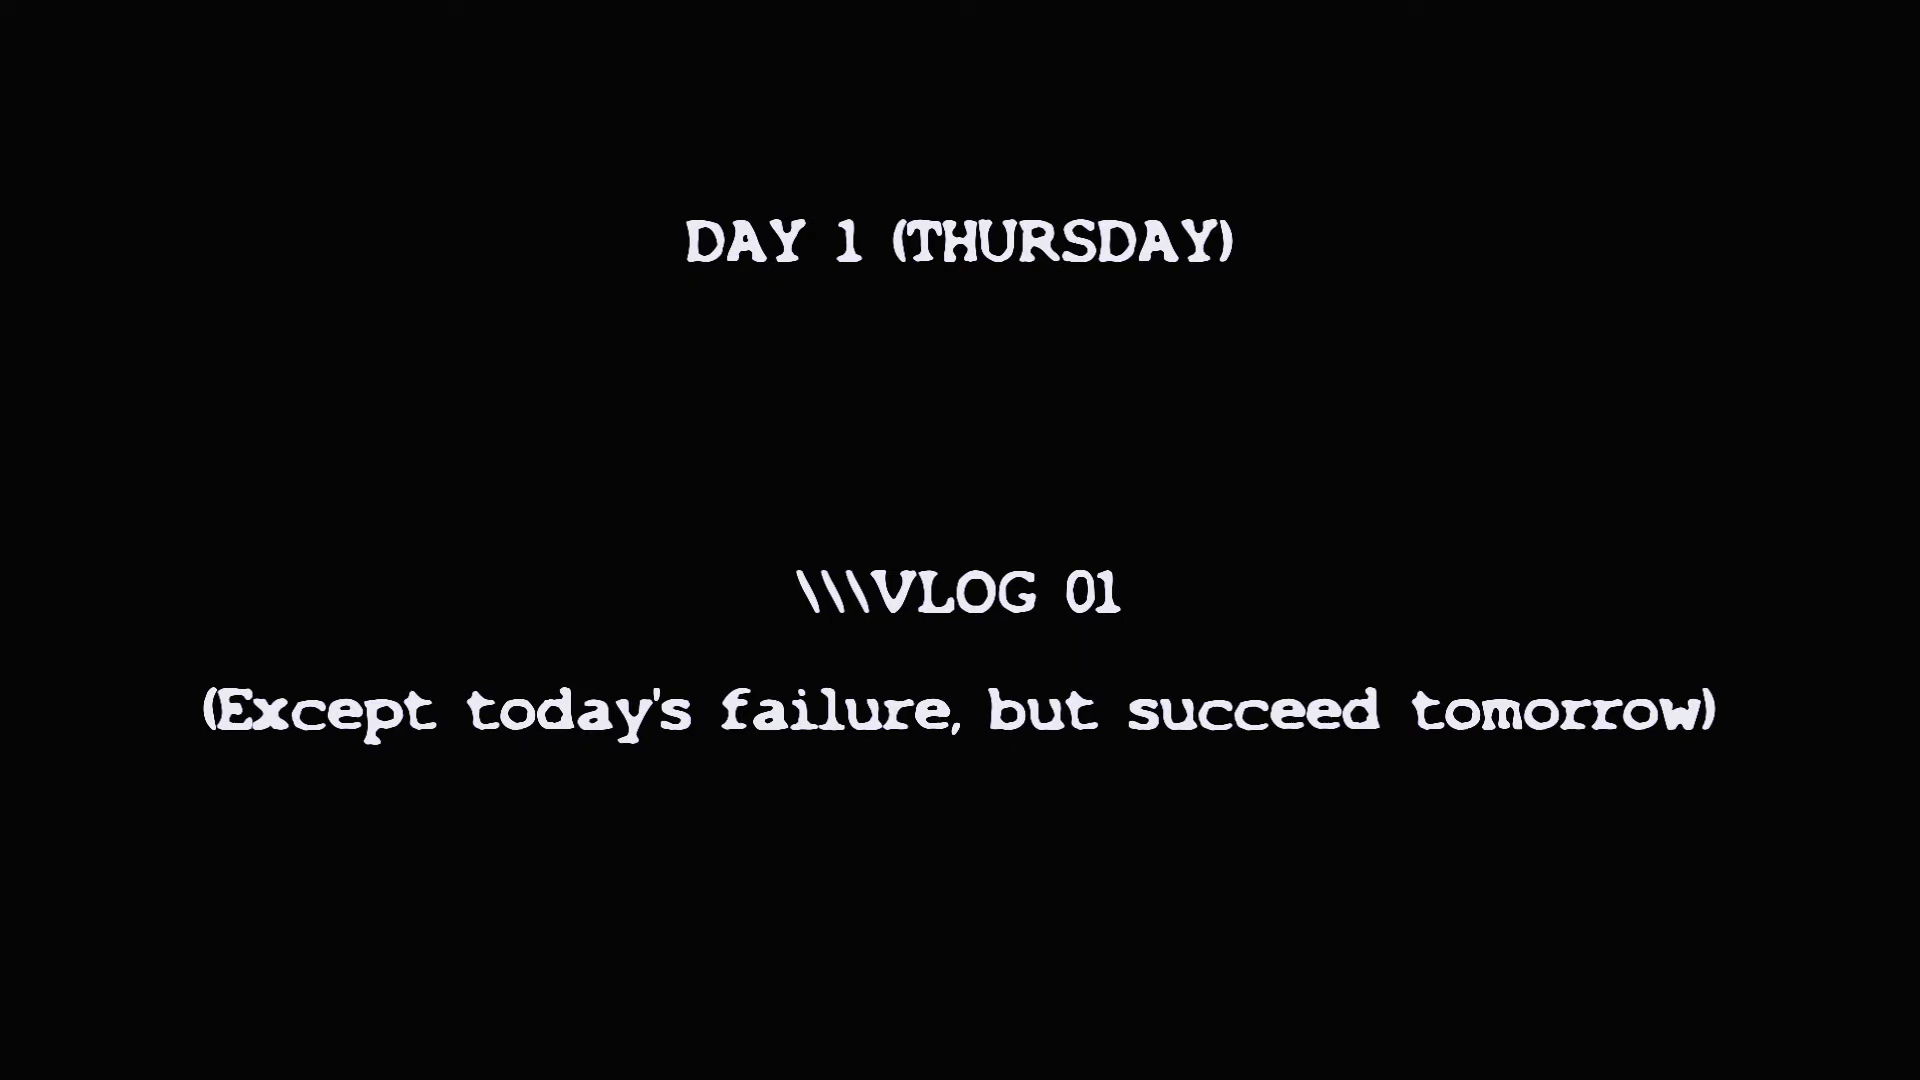 DAY 1 (THURSDAY)
\\\VLOG 01
(Except today's failure, but succeed tomorrow)